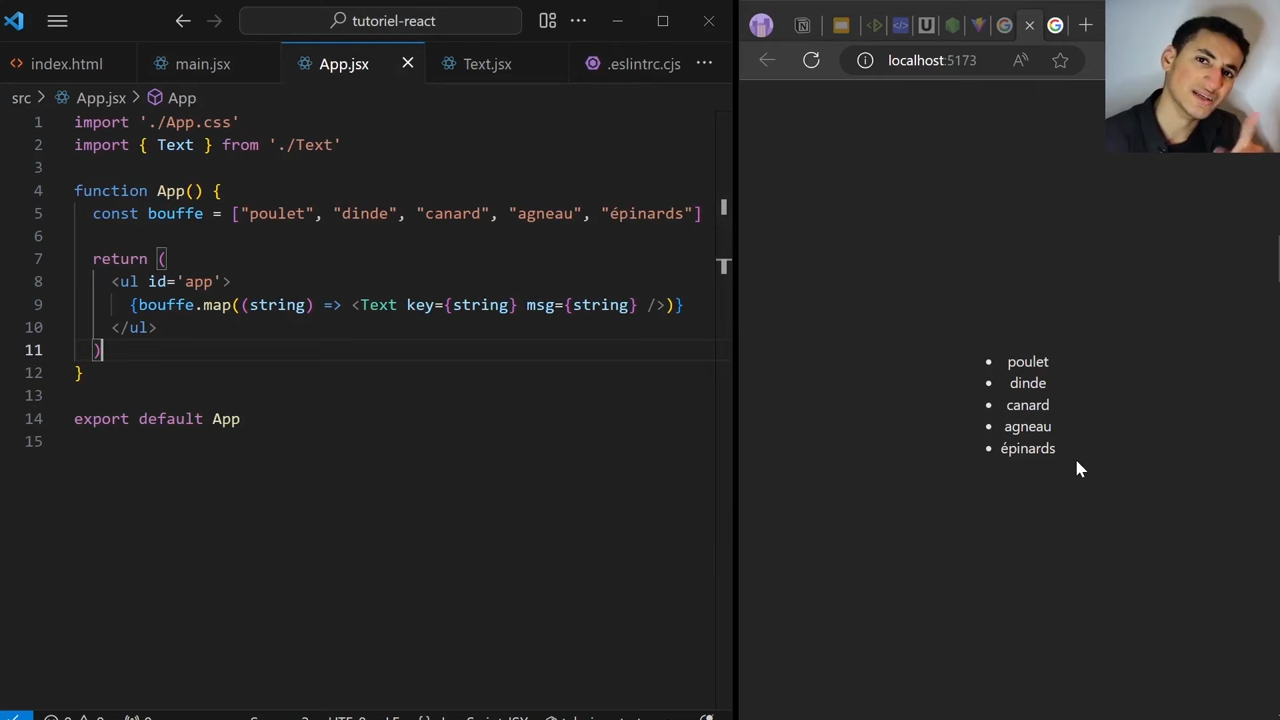 tutoriel-react
index.html
main.jsx
App.jsx
Text.jsx
.eslintrc.cjs
localhost:5173
src > App.jsx > App
1 import './App.css'
2 import { Text } from './Text'
3
4 function App() {
5 const bouffe = ["poulet", "dinde", "canard", "agneau", "épinards"]
6
7 return (
8 <ul id='app'>
9 {bouffe.map((string) => <Text key={string} msg={string} />)}
10 </ul>
11 )
12 }
13
14 export default App
15
• poulet
• dinde
• canard
• agneau
• épinards